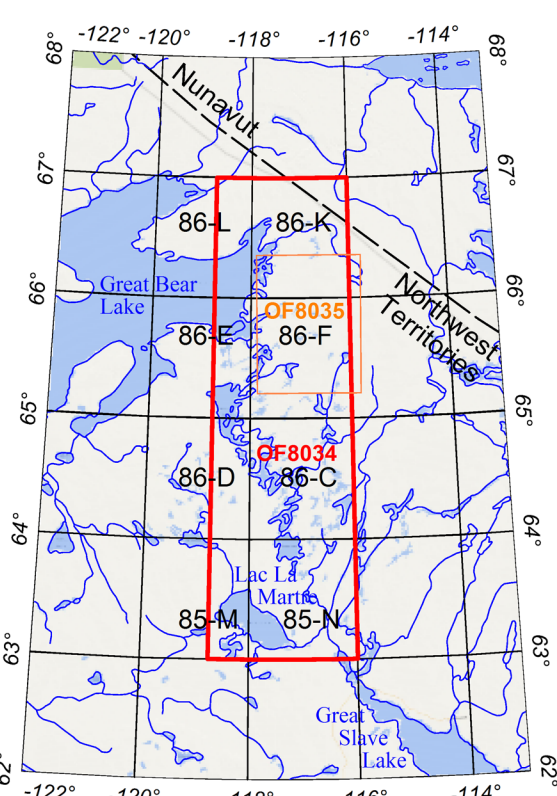 -122° -120° -118° -116° -114°
68° 68°
Nunavut
67° 67°
86-L 86-K
66° Great Bear Lake 66°
OF8035
Northwest
Territories
86-E 86-F
65° 65°
OF8034
86-D 86-C
64° 64°
Lac La
Martre
85-M 85-N
63° 63°
Great
Slave
Lake
62° 62°
-122° -120° -118° -116° -114°